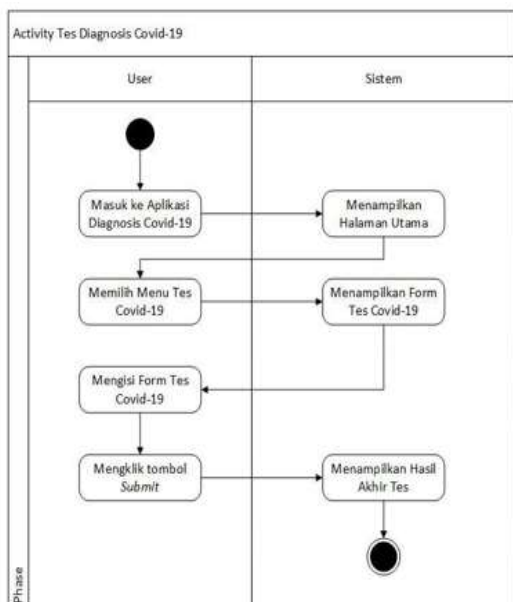 Activity Tes Diagnosis Covid-19
User
Sistem
Masuk ke Aplikasi
Diagnosis Covid-19
Menampilkan
Halaman Utama
Memilih Menu Tes
Covid-19
Menampilkan Form
Tes Covid-19
Mengisi Form Tes
Covid-19
Mengklik tombol
Submit
Menampilkan Hasil
Akhir Tes
Phase